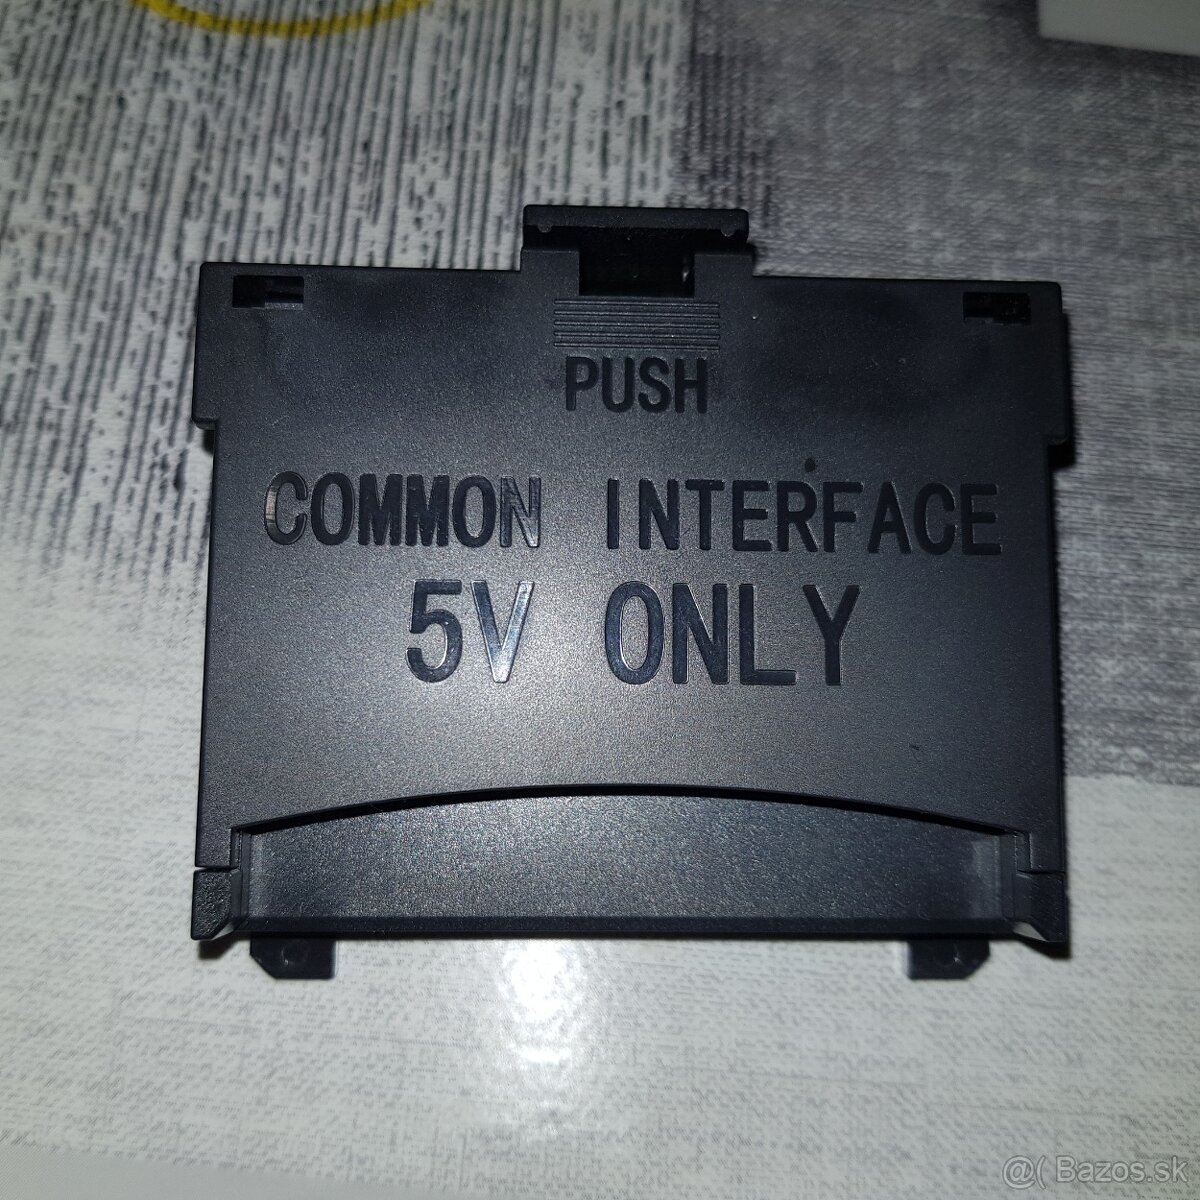 PUSH
COMMON INTERFACE
5V ONLY
@( Bazos.sk